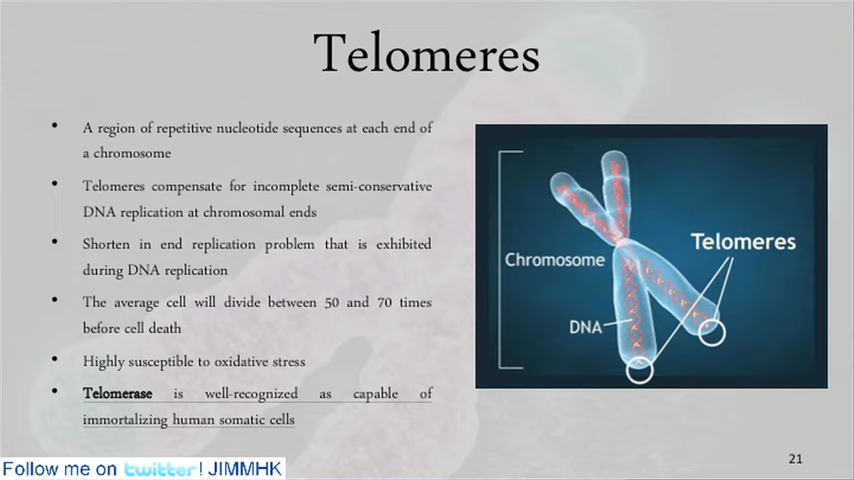 Telomeres
• A region of repetitive nucleotide sequences at each end of
a chromosome
• Telomeres compensate for incomplete semi-conservative
DNA replication at chromosomal ends
• Shorten in end replication problem that is exhibited
during DNA replication
• The average cell will divide between 50 and 70 times
before cell death
• Highly susceptible to oxidative stress
• Telomerase is well-recognized as capable of
immortalizing human somatic cells
Telomeres
Chromosome
DNA
21
Follow me on twitter! JIMMHK